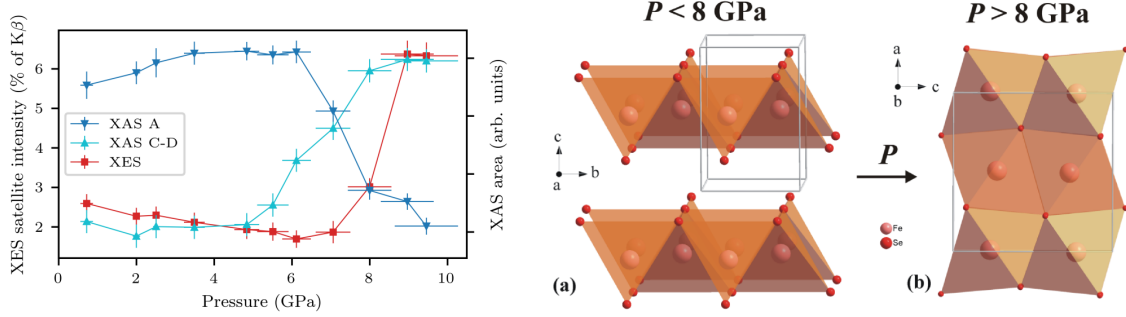 XES satellite intensity (% of Kβ)
6
5
4
3
2
0
2
4
6
8
10
Pressure (GPa)
XAS area (arb. units)
XAS A
XAS C-D
XES
P < 8 GPa
c
b
a
(a)
P
P > 8 GPa
a
c
b
Fe
Se
(b)